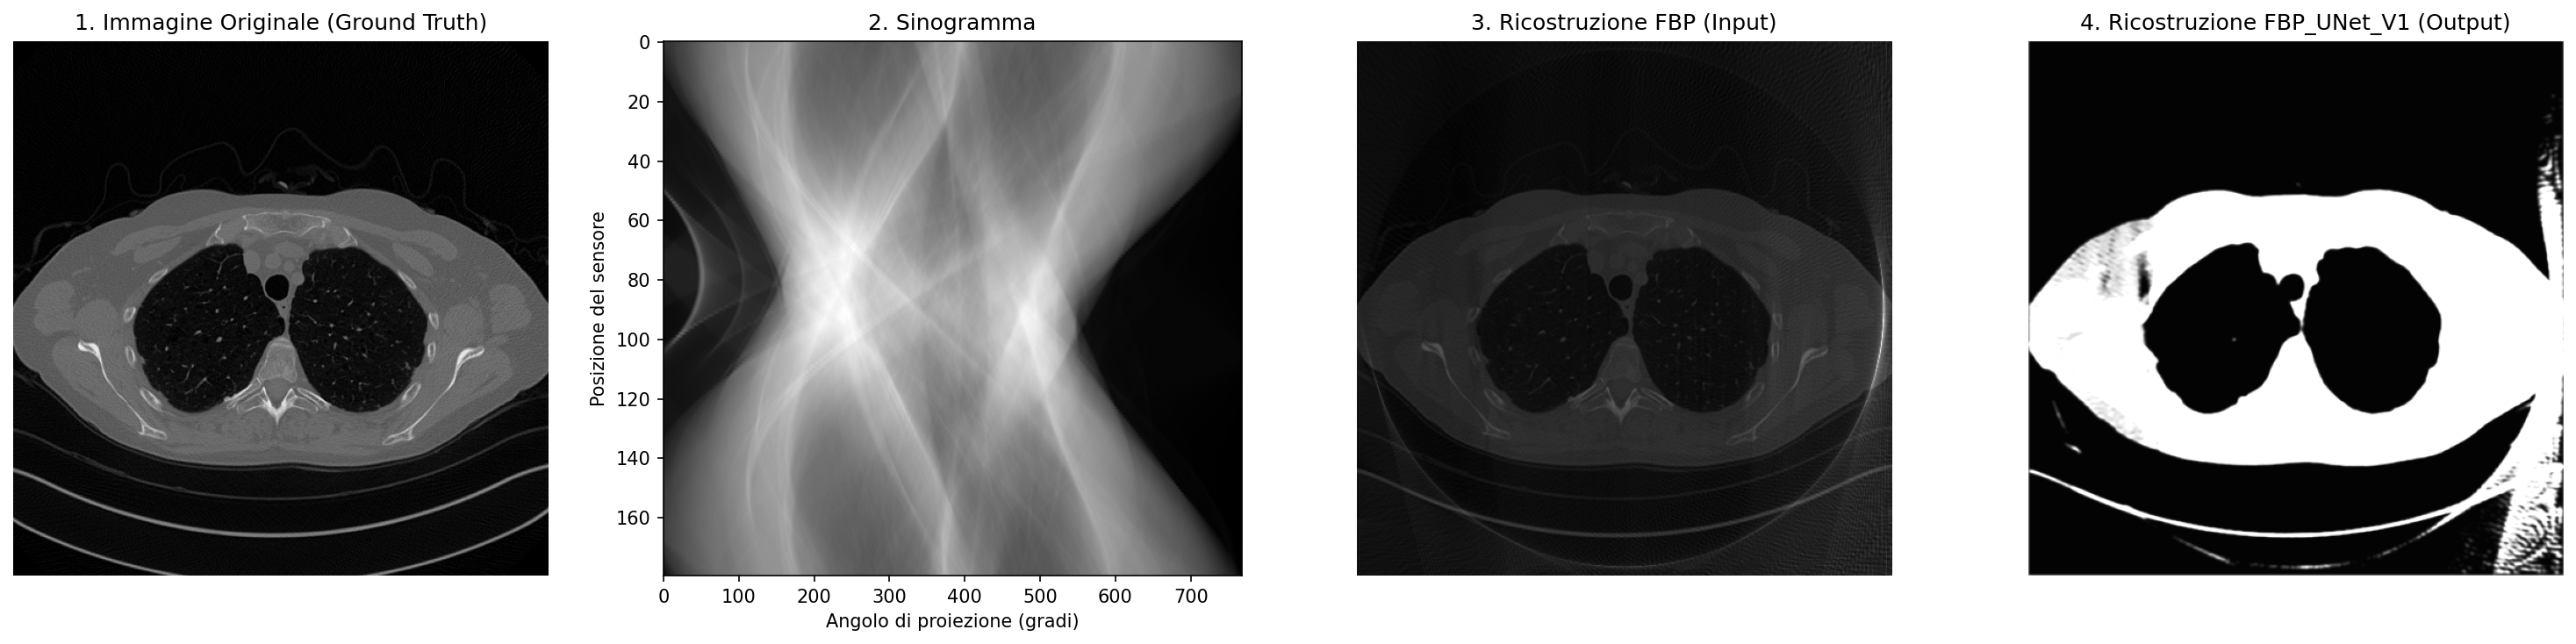 1. Immagine Originale (Ground Truth)
2. Sinogramma
3. Ricostruzione FBP (Input)
4. Ricostruzione FBP_UNet_V1 (Output)
Posizione del sensore
0
20
40
60
80
100
120
140
160
0 100 200 300 400 500 600 700
Angolo di proiezione (gradi)